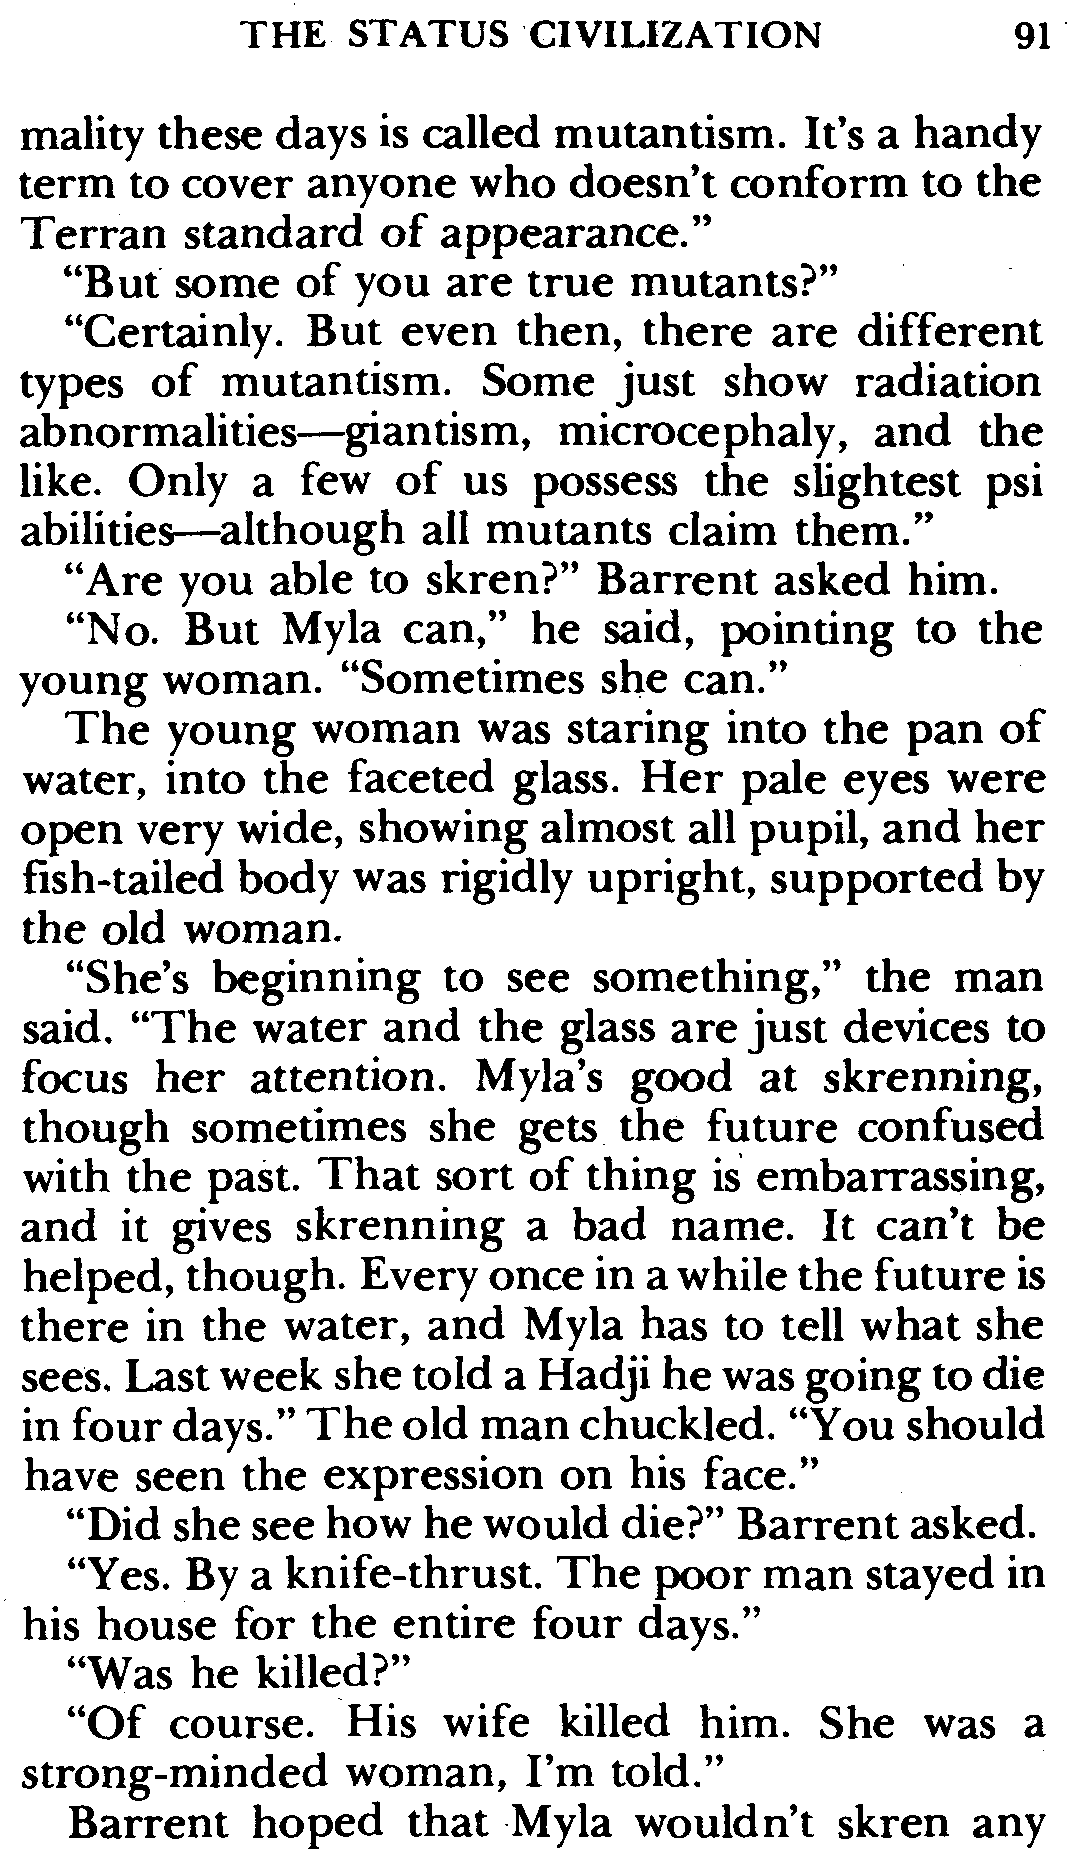 THE STATUS CIVILIZATION 91
mality these days is called mutantism. It's a handy
term to cover anyone who doesn't conform to the
Terran standard of appearance."
"But some of you are true mutants?"
"Certainly. But even then, there are different
types of mutantism. Some just show radiation
abnormalities—giantism, microcephaly, and the
like. Only a few of us possess the slightest psi
abilities—although all mutants claim them."
"Are you able to skren?" Barrent asked him.
"No. But Myla can," he said, pointing to the
young woman. "Sometimes she can."
The young woman was staring into the pan of
water, into the faceted glass. Her pale eyes were
open very wide, showing almost all pupil, and her
fish-tailed body was rigidly upright, supported by
the old woman.
"She's beginning to see something," the man
said. "The water and the glass are just devices to
focus her attention. Myla's good at skrenning,
though sometimes she gets the future confused
with the past. That sort of thing is embarrassing,
and it gives skrenning a bad name. It can't be
helped, though. Every once in a while the future is
there in the water, and Myla has to tell what she
sees. Last week she told a Hadji he was going to die
in four days." The old man chuckled. "You should
have seen the expression on his face."
"Did she see how he would die?" Barrent asked.
"Yes. By a knife-thrust. The poor man stayed in
his house for the entire four days."
"Was he killed?"
"Of course. His wife killed him. She was a
strong-minded woman, I'm told."
Barrent hoped that Myla wouldn't skren any